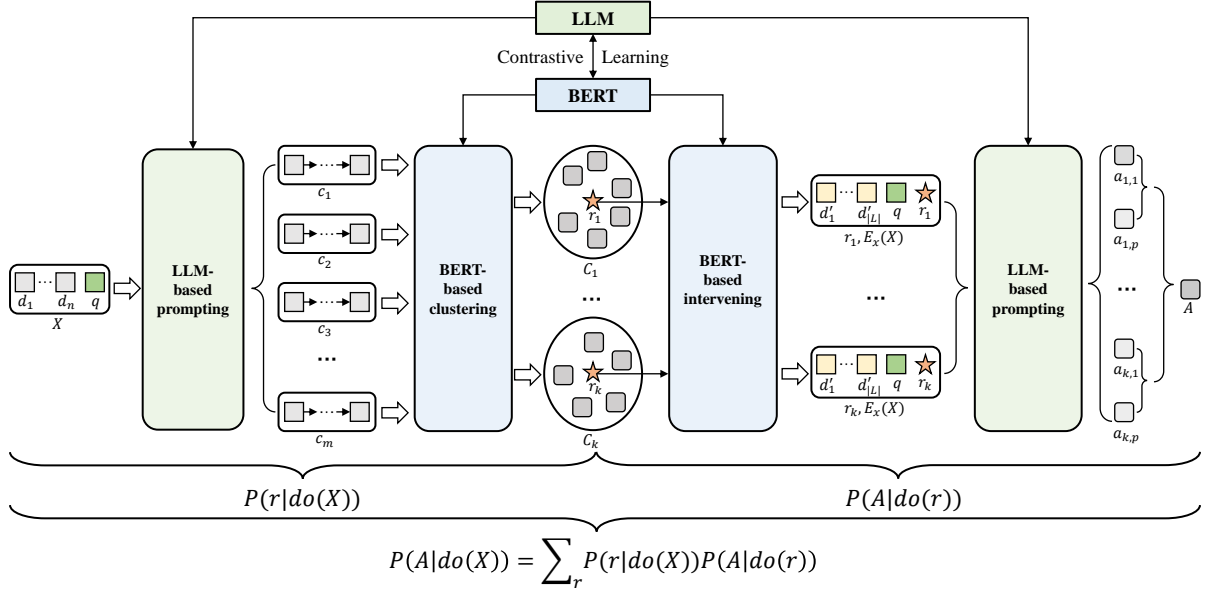 LLM
Contrastive Learning
BERT
d₁ ⋯ dₙ q
X
LLM-
based
prompting
c₁
c₂
c₃
⋯
cₘ
BERT-
based
clustering
r₁
C₁
⋯
rₖ
Cₖ
BERT-
based
intervening
⋯ 
d′₁ d′|L| q r₁
r₁, Eₓ(X)
⋯
d′₁ d′|L| q rₖ
rₖ, Eₓ(X)
LLM-
based
prompting
a₁,₁
a₁,ₚ
⋯
aₖ,₁
aₖ,ₚ
A
P(r|do(X))
P(A|do(r))
P(A|do(X)) = ∑ᵣ P(r|do(X))P(A|do(r))